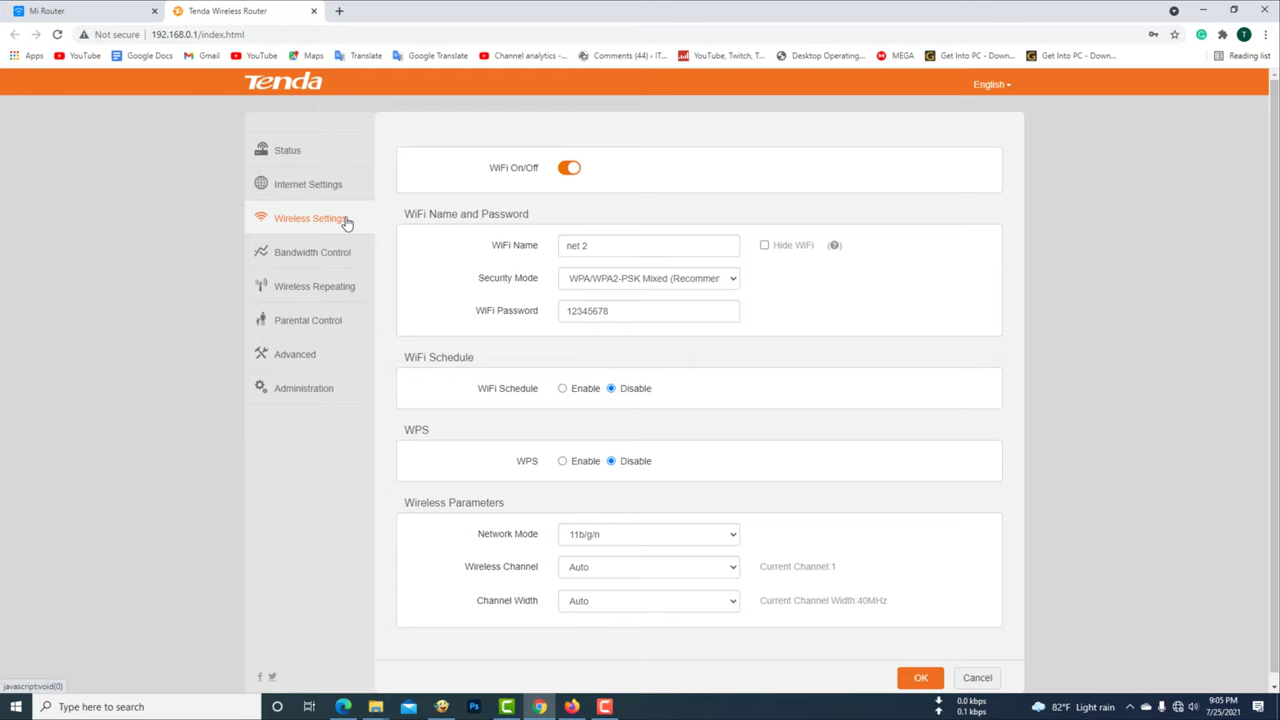 Mi Router
Tenda Wireless Router
Not secure
192.168.0.1/index.html
Apps
YouTube
Google Docs
Gmail
YouTube
Maps
Translate
Google Translate
Channel analytics -...
Comments (44) ‹ IT...
YouTube, Twitch, T...
Desktop Operating...
MEGA
Get Into PC - Down...
Get Into PC - Down...
Reading list
Tenda
English
Status
Internet Settings
Wireless Settings
Bandwidth Control
Wireless Repeating
Parental Control
Advanced
Administration
WiFi On/Off
WiFi Name and Password
WiFi Name net 2 Hide WiFi (?)
Security Mode WPA/WPA2-PSK Mixed (Recommer
WiFi Password 12345678
WiFi Schedule
WiFi Schedule Enable Disable
WPS
WPS Enable Disable
Wireless Parameters
Network Mode 11b/g/n
Wireless Channel Auto Current Channel:1
Channel Width Auto Current Channel Width:40MHz
OK Cancel
javascript:void(0)
Type here to search
0.0 kbps
0.1 kbps
82°F Light rain
9:05 PM
7/25/2021